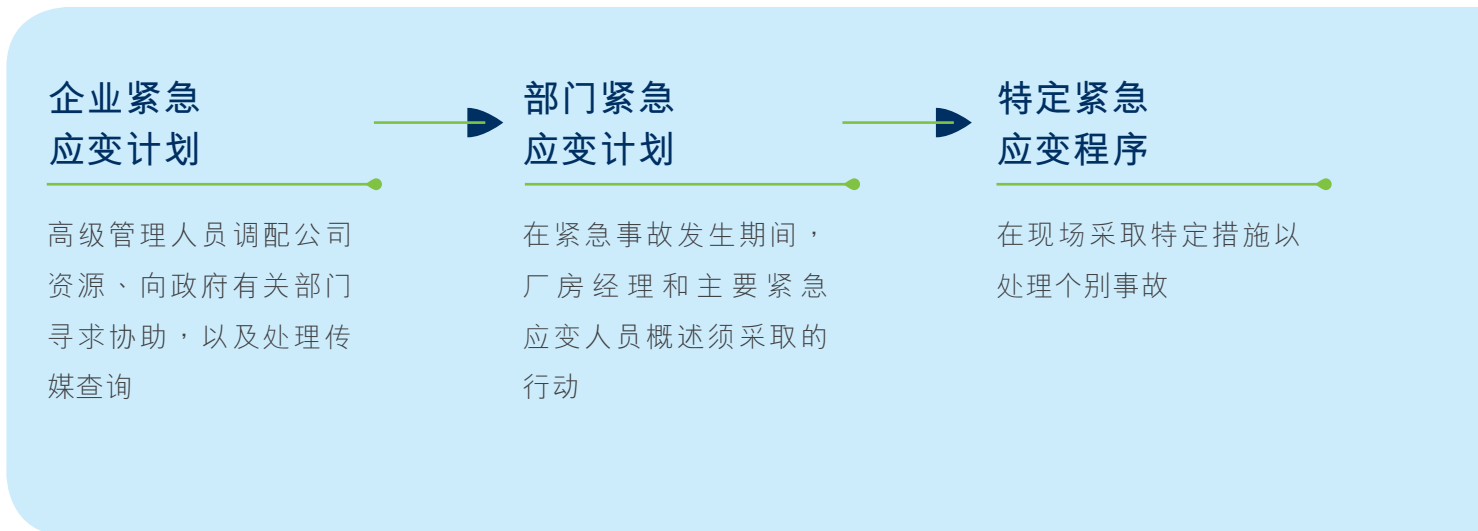 企业紧急
应变计划
高级管理人员调配公司
资源、向政府有关部门
寻求协助，以及处理传
媒查询
部门紧急
应变计划
在紧急事故发生期间，
厂房经理和主要紧急
应变人员概述须采取的
行动
特定紧急
应变程序
在现场采取特定措施以
处理个别事故